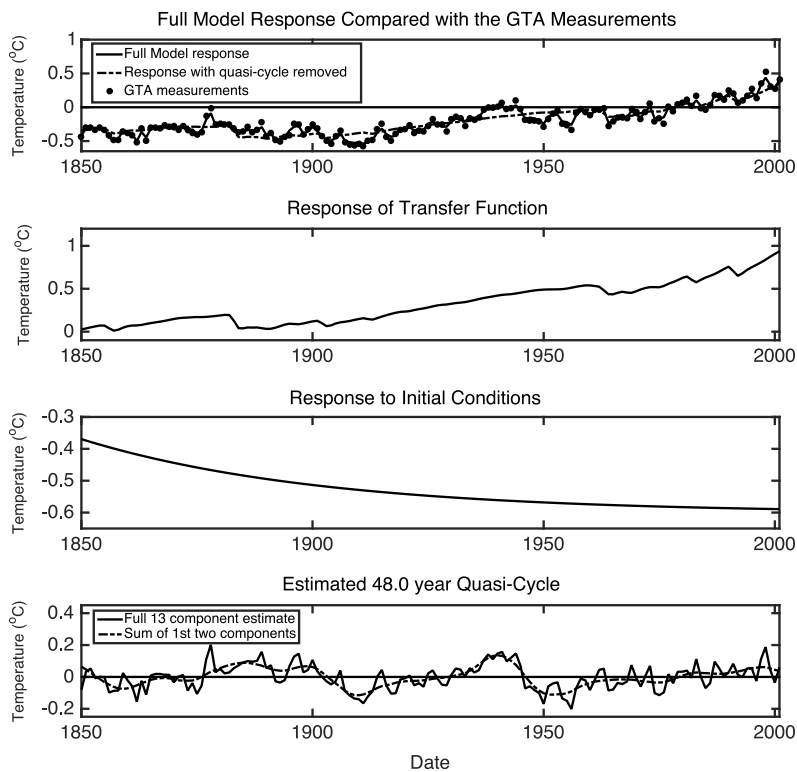 Full Model Response Compared with the GTA Measurements
Temperature (°C)
1
0.5
0
-0.5
Full Model response
Response with quasi-cycle removed
GTA measurements
1850 1900 1950 2000
Response of Transfer Function
Temperature (°C)
1
0.5
0
1850 1900 1950 2000
Response to Initial Conditions
Temperature (°C)
-0.3
-0.4
-0.5
-0.6
1850 1900 1950 2000
Estimated 48.0 year Quasi-Cycle
Temperature (°C)
0.4
0.2
0
-0.2
Full 13 component estimate
Sum of 1st two components
1850 1900 1950 2000
Date